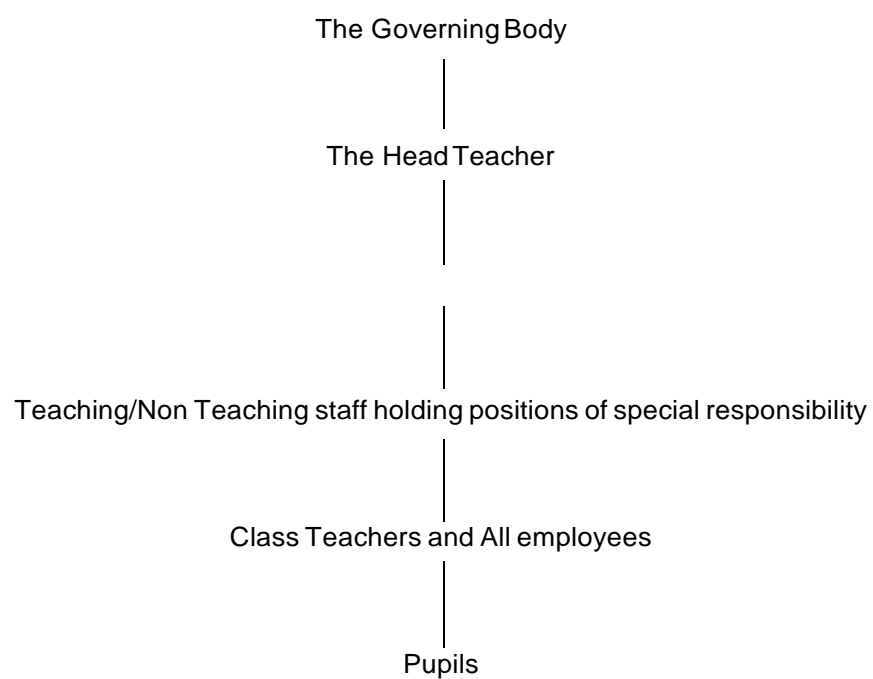 The Governing Body
The Head Teacher
Teaching/Non Teaching staff holding positions of special responsibility
Class Teachers and All employees
Pupils